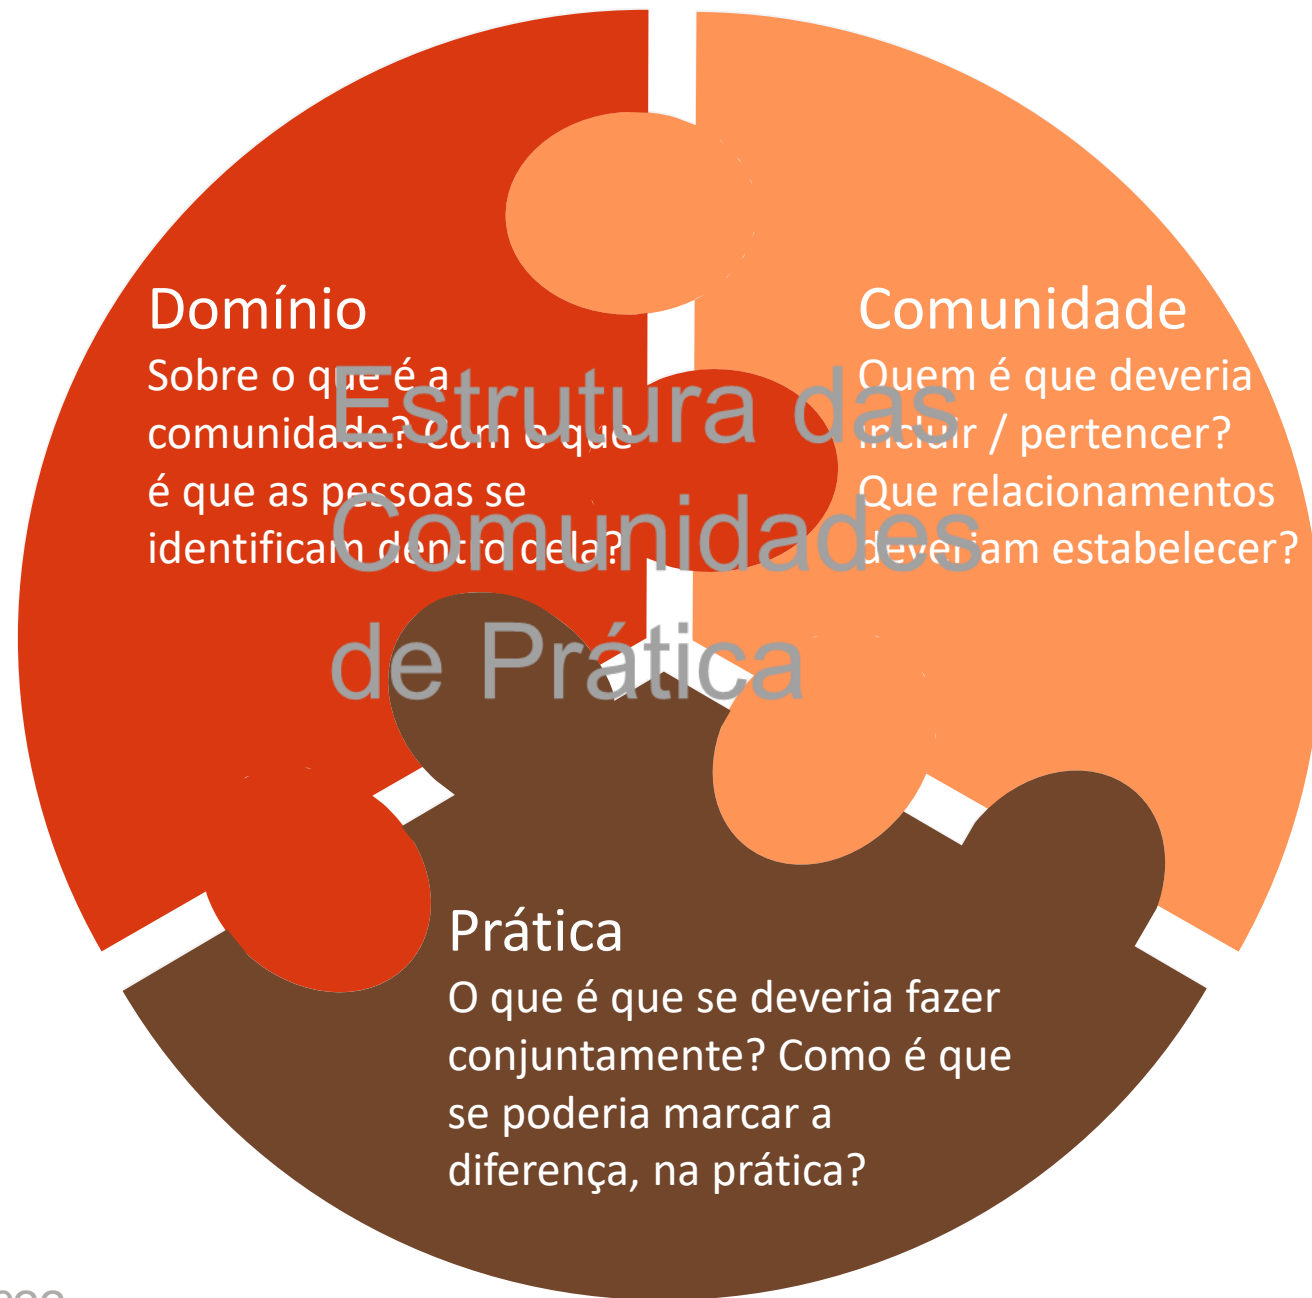 Domínio
Sobre o que é a
comunidade? Com o que
é que as pessoas se
identificam dentro dela?
Comunidade
Quem é que deveria
incluir / pertencer?
Que relacionamentos
deveriam estabelecer?
Estrutura das
Comunidades
de Prática
Prática
O que é que se deveria fazer
conjuntamente? Como é que
se poderia marcar a
diferença, na prática?